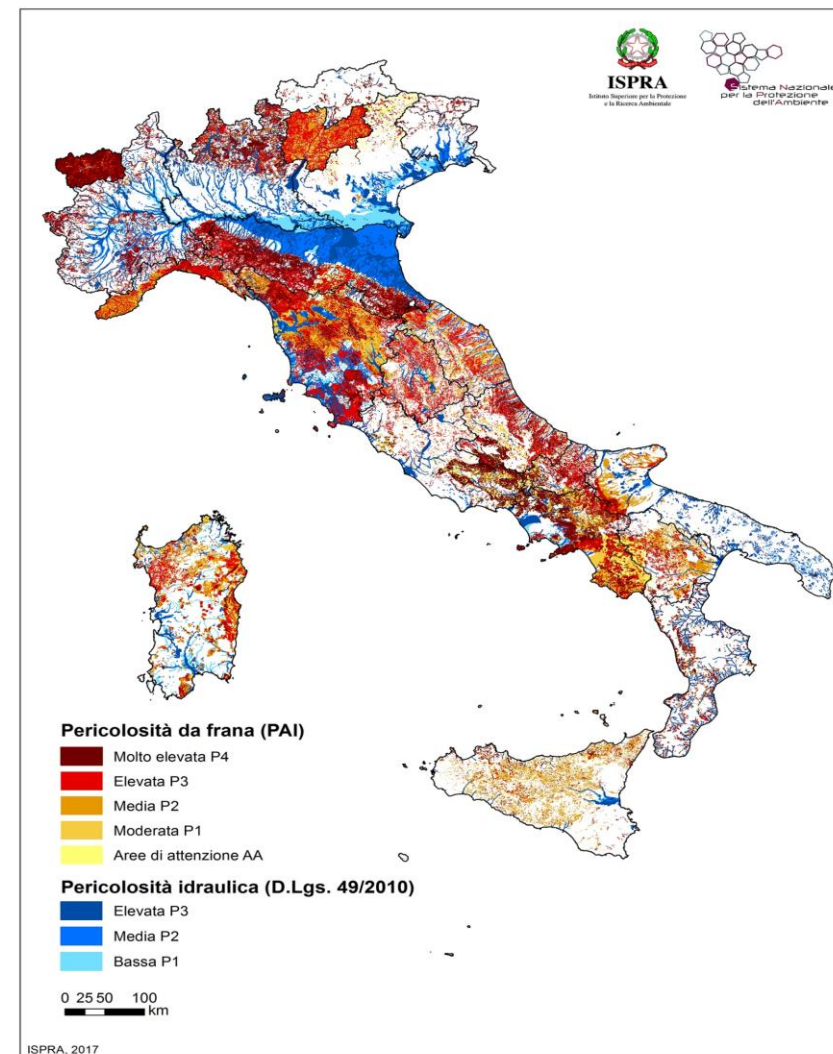 ISPRA
Istituto Superiore per la Protezione
e la Ricerca Ambientale
Sistema Nazionale
per la Protezione
dell'Ambiente
Pericolosità da frana (PAI)
Molto elevata P4
Elevata P3
Media P2
Moderata P1
Aree di attenzione AA
Pericolosità idraulica (D.Lgs. 49/2010)
Elevata P3
Media P2
Bassa P1
0 25 50 100
km
ISPRA, 2017